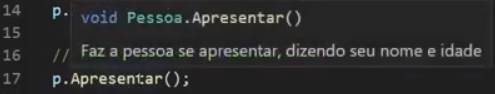 14 p. void Pessoa.Apresentar()
15
Faz a pessoa se apresentar, dizendo seu nome e idade
16 //
17 p.Apresentar();